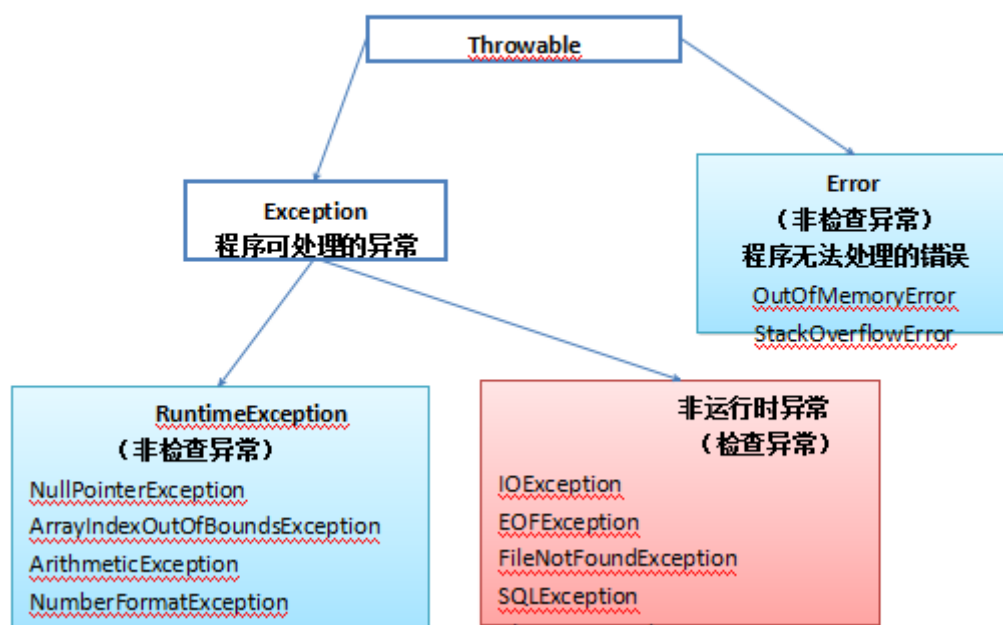 Throwable
Exception
程序可处理的异常
Error
（非检查异常）
程序无法处理的错误
OutOfMemoryError
StackOverflowError
RuntimeException
（非检查异常）
NullPointerException
ArrayIndexOutOfBoundsException
ArithmeticException
NumberFormatException
非运行时异常
（检查异常）
IOException
EOFException
FileNotFoundException
SQLException